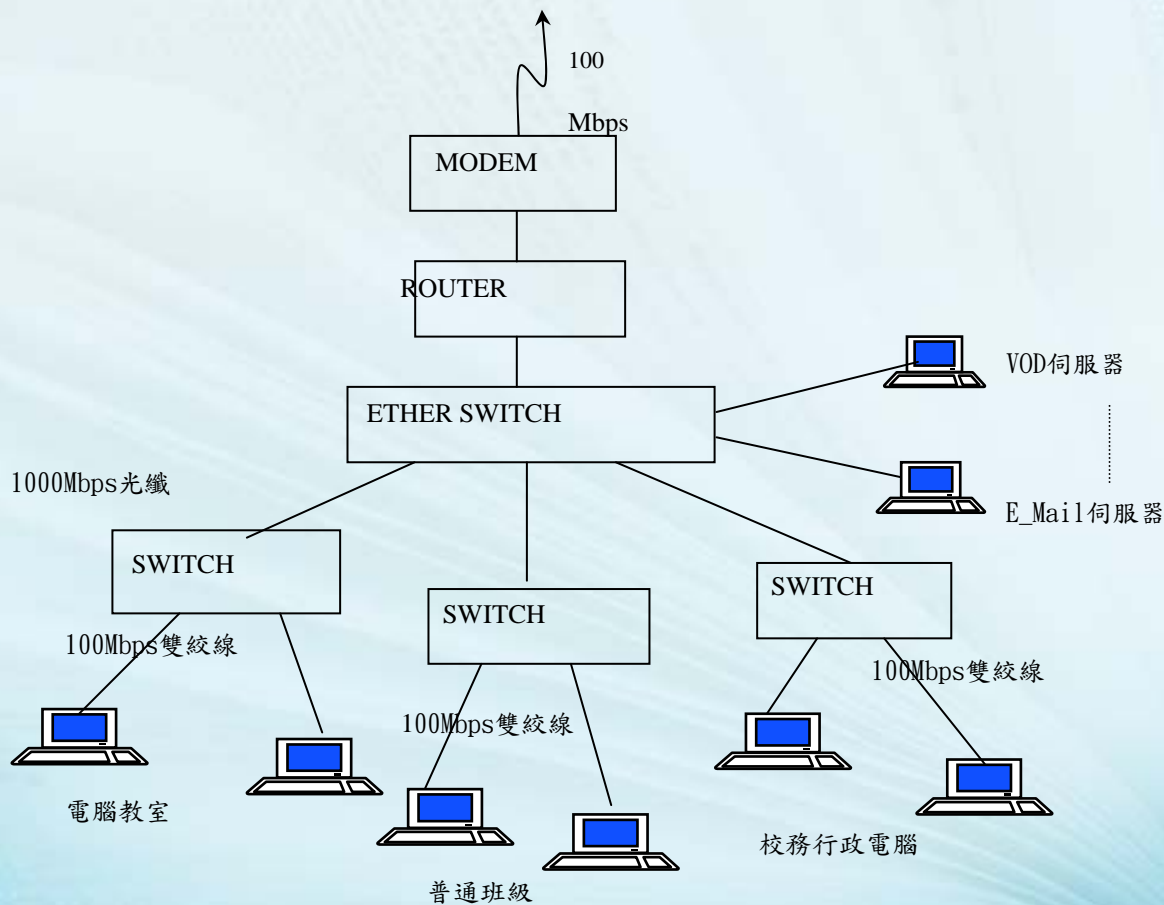 100
Mbps
MODEM
ROUTER
VOD伺服器
ETHER SWITCH
1000Mbps光纖
E_Mail伺服器
SWITCH
SWITCH
SWITCH
100Mbps雙絞線
100Mbps雙絞線
100Mbps雙絞線
電腦教室
普通班級
校務行政電腦